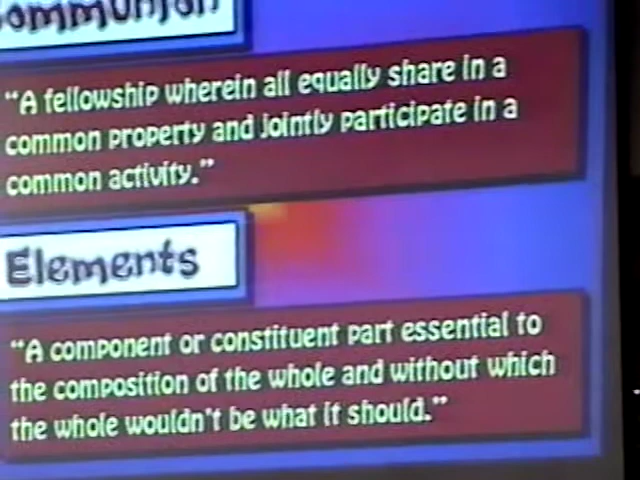 Communion
"A fellowship wherein all equally share in a
common property and jointly participate in a
common activity."
Elements
"A component or constituent part essential to
the composition of the whole and without which
the whole wouldn't be what it should."